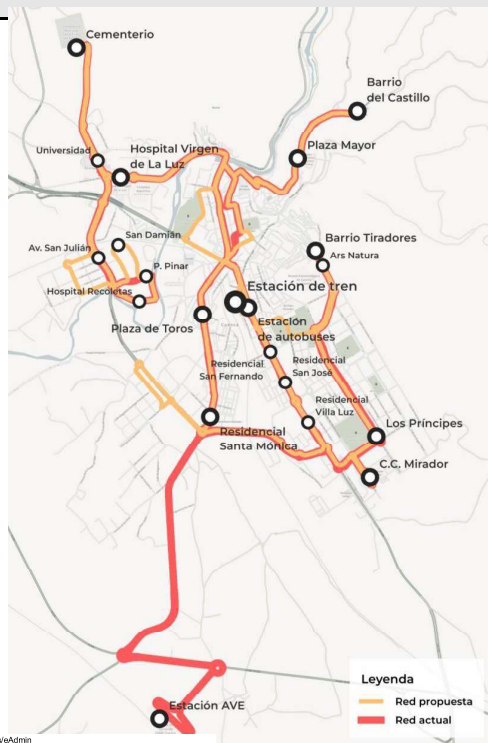 Cementerio
Barrio
del Castillo
Universidad
Hospital Virgen
de La Luz
Plaza Mayor
San Damián
Av. San Julián
P. Pinar
Hospital Recoletas
Barrio Tiradores
Ars Natura
Estación de tren
Plaza de Toros
Estación
de autobuses
Residencial
San Fernando
Residencial
San José
Residencial
Villa Luz
Los Príncipes
Residencial
Santa Mónica
C.C. Mirador
Estación AVE
Leyenda
Red propuesta
Red actual
s/eAdmin